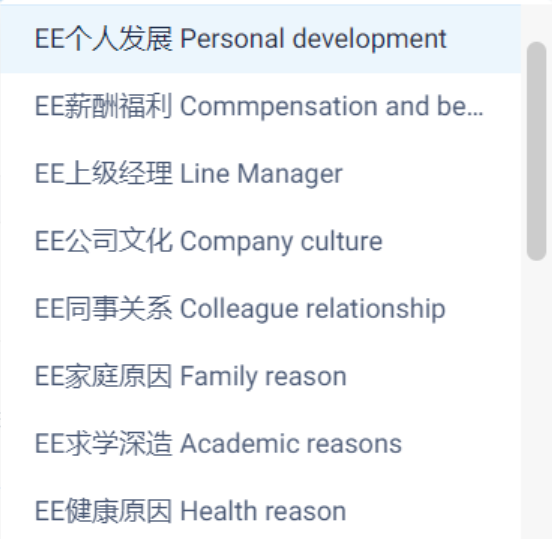 EE个人发展 Personal development
EE薪酬福利 Commpensation and be...
EE上级经理 Line Manager
EE公司文化 Company culture
EE同事关系 Colleague relationship
EE家庭原因 Family reason
EE求学深造 Academic reasons
EE健康原因 Health reason